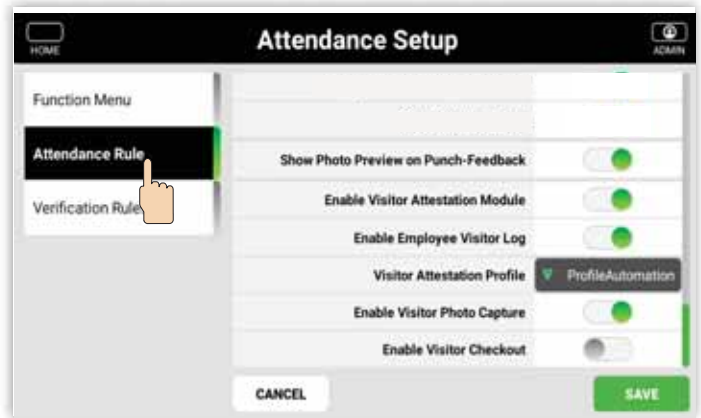 HOME
Attendance Setup
ADMIN
Function Menu
Attendance Rule
Verification Rule
Show Photo Preview on Punch-Feedback
Enable Visitor Attestation Module
Enable Employee Visitor Log
Visitor Attestation Profile
ProfileAutomation
Enable Visitor Photo Capture
Enable Visitor Checkout
CANCEL
SAVE